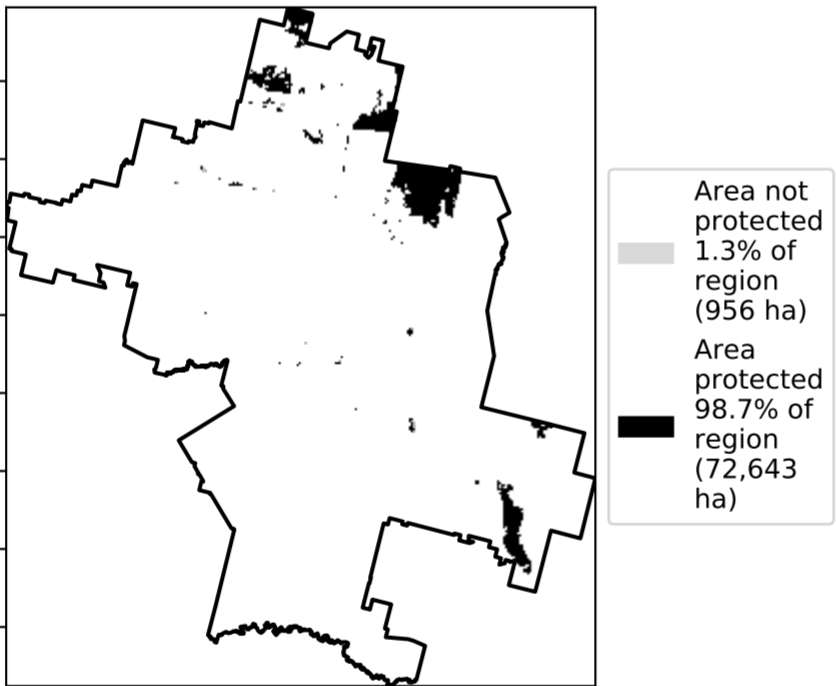 Area not
protected
1.3% of
region
(956 ha)
Area
protected
98.7% of
region
(72,643
ha)